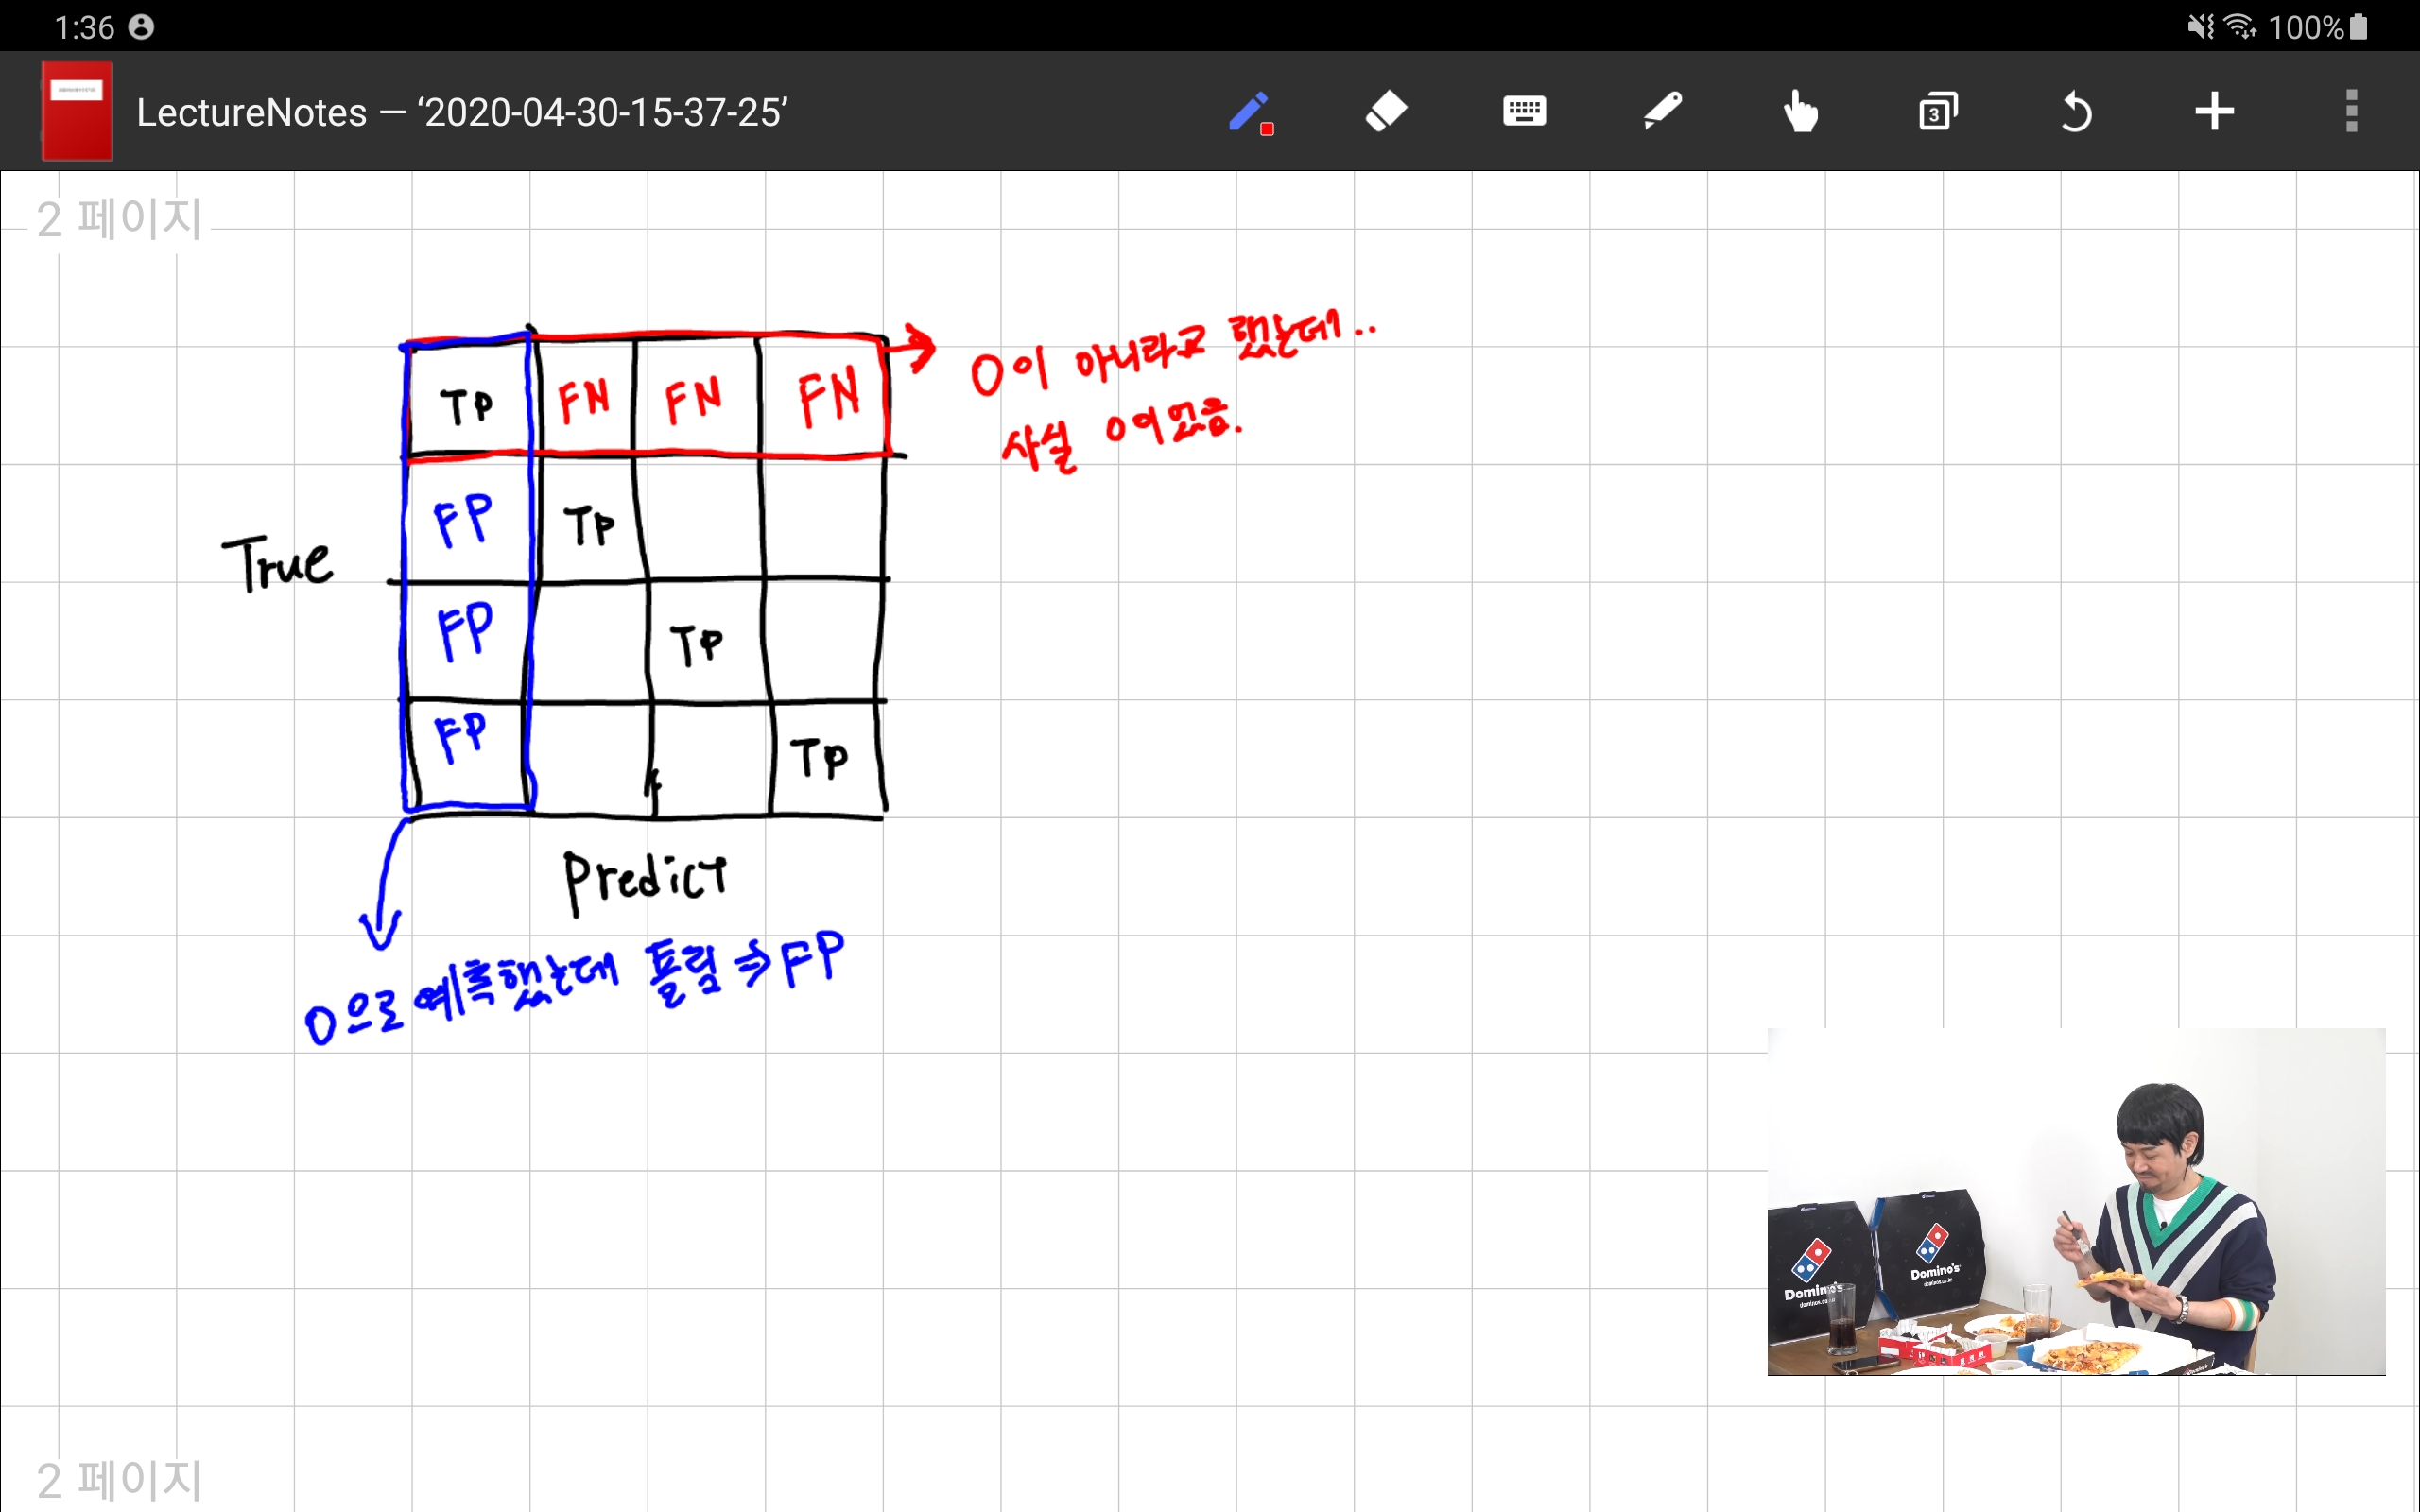 1:36
100%
LectureNotes — ‘2020-04-30-15-37-25’
3
2 페이지
0이 아니라고 했는데..
사실 0이었음.
TP FN FN FN
FP TP
True
FP TP
FP TP
Predict
0으로 예측했는데 틀림 ⇒ FP
Domino's
Domino's
2 페이지